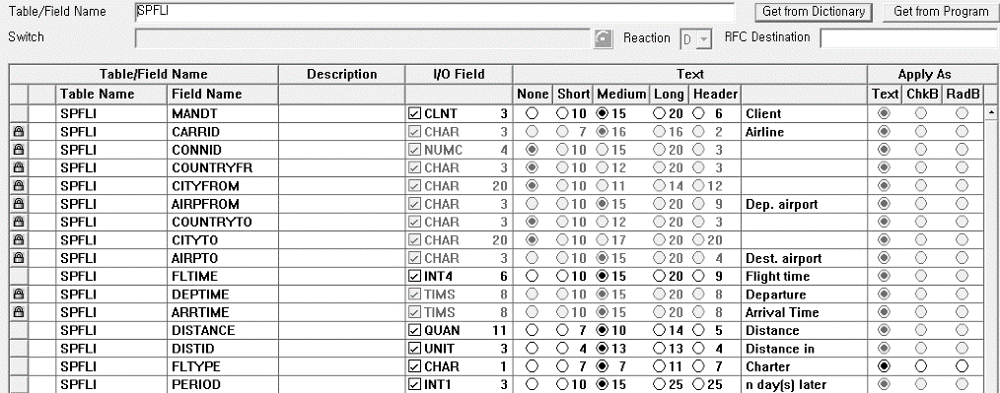 Table/Field Name SPFLI Get from Dictionary Get from Program
Switch Reaction D RFC Destination
Table/Field Name Description I/O Field Text Apply As
Table Name Field Name None Short Medium Long Header Text ChkB RadB
SPFLI MANDT CLNT 3 10 15 20 6 Client
SPFLI CARRID CHAR 3 7 16 16 2 Airline
SPFLI CONNID NUMC 4 10 15 20 3
SPFLI COUNTRYFR CHAR 3 10 12 20 3
SPFLI CITYFROM CHAR 20 10 11 14 12
SPFLI AIRPFROM CHAR 3 10 15 20 9 Dep. airport
SPFLI COUNTRYTO CHAR 3 10 12 20 3
SPFLI CITYTO CHAR 20 10 17 20 20
SPFLI AIRPTO CHAR 3 10 15 20 4 Dest. airport
SPFLI FLTIME INT4 6 10 15 20 9 Flight time
SPFLI DEPTIME TIMS 8 10 15 20 8 Departure
SPFLI ARRTIME TIMS 8 10 15 20 8 Arrival Time
SPFLI DISTANCE QUAN 11 7 10 14 5 Distance
SPFLI DISTID UNIT 3 4 13 13 4 Distance in
SPFLI FLTYPE CHAR 1 7 7 11 7 Charter
SPFLI PERIOD INT1 3 10 15 25 25 n day(s) later